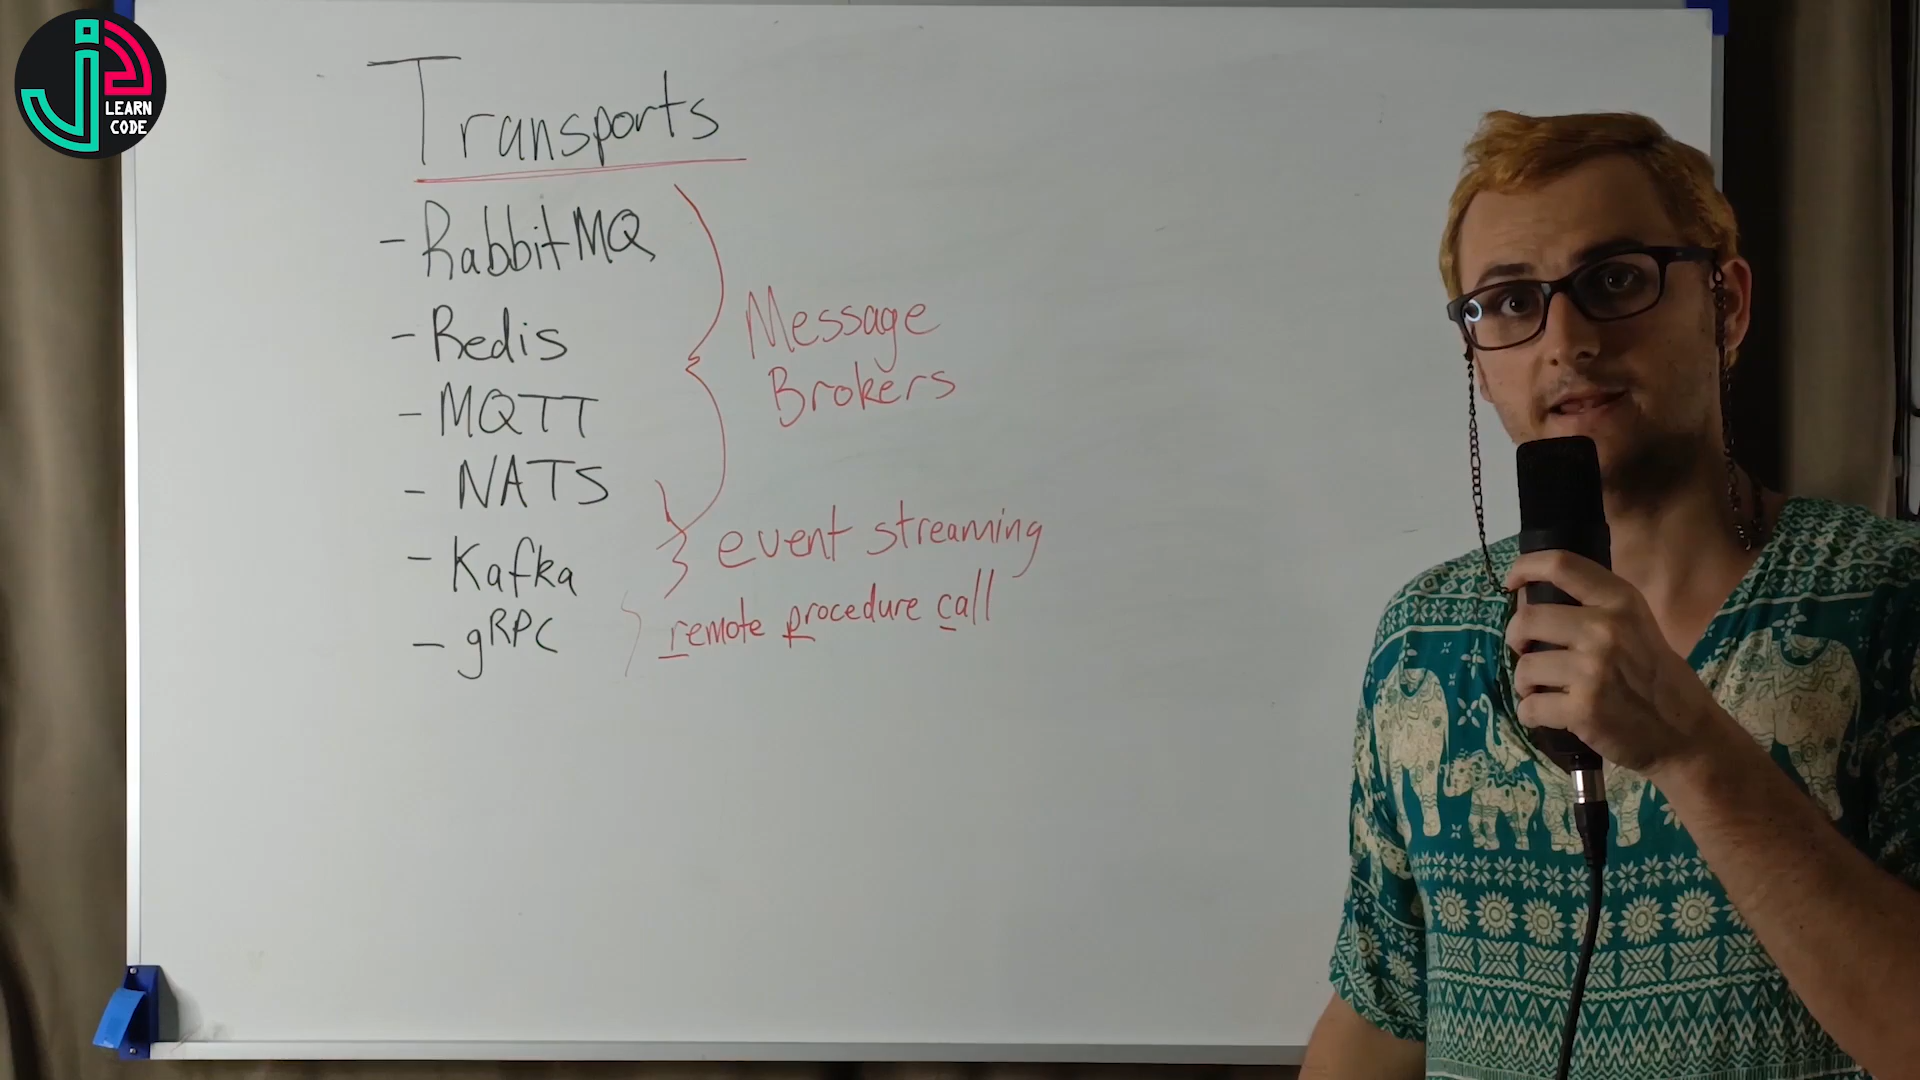 LEARN
CODE
Transports
- RabbitMQ
- Redis
- MQTT
- NATS
- Kafka
- gRPC
Message
Brokers
event streaming
remote procedure call